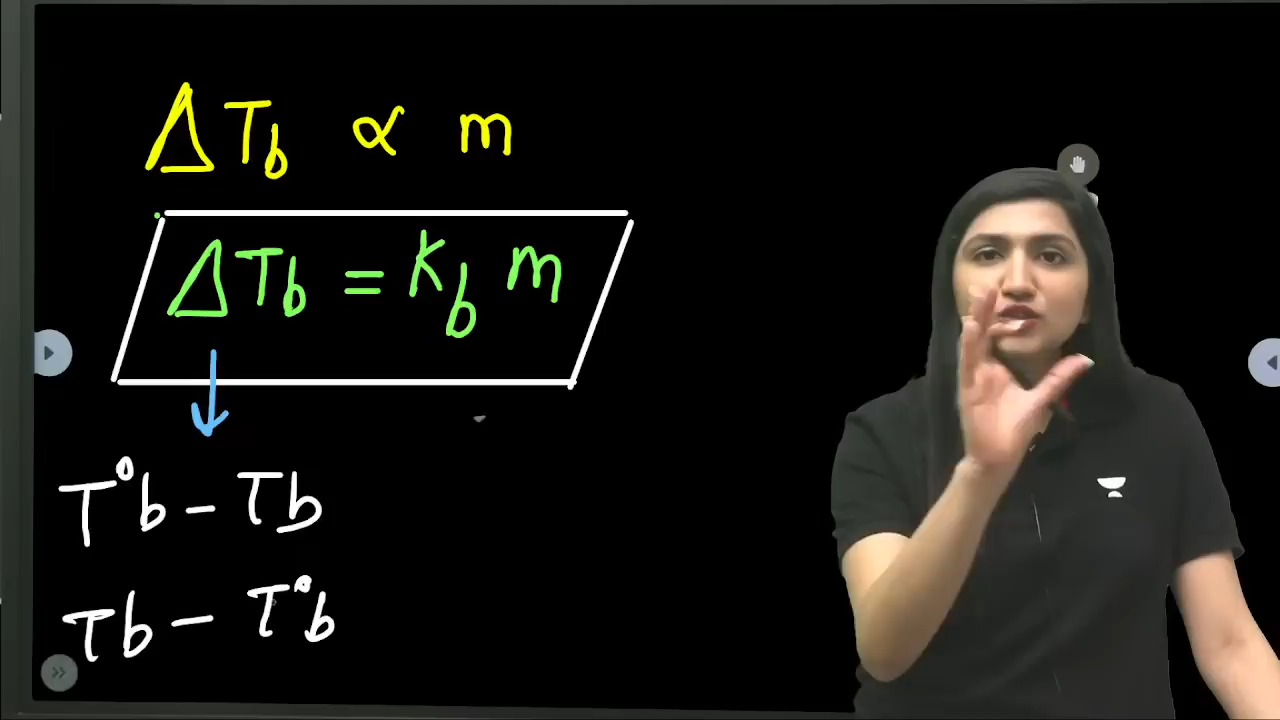 ΔTb ∝ m
ΔTb = Kb m
T°b - Tb
Tb - T°b